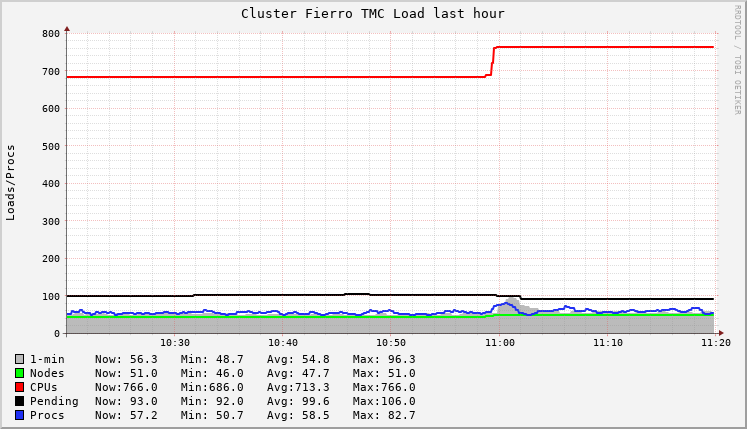 Cluster Fierro TMC Load last hour
RRDTOOL / TOBI OETIKER
Loads/Procs
800
700
600
500
400
300
200
100
0
10:30 10:40 10:50 11:00 11:10 11:20
1-min Now: 56.3 Min: 48.7 Avg: 54.8 Max: 96.3
Nodes Now: 51.0 Min: 46.0 Avg: 47.7 Max: 51.0
CPUs Now:766.0 Min:686.0 Avg:713.3 Max:766.0
Pending Now: 93.0 Min: 92.0 Avg: 99.6 Max:106.0
Procs Now: 57.2 Min: 50.7 Avg: 58.5 Max: 82.7